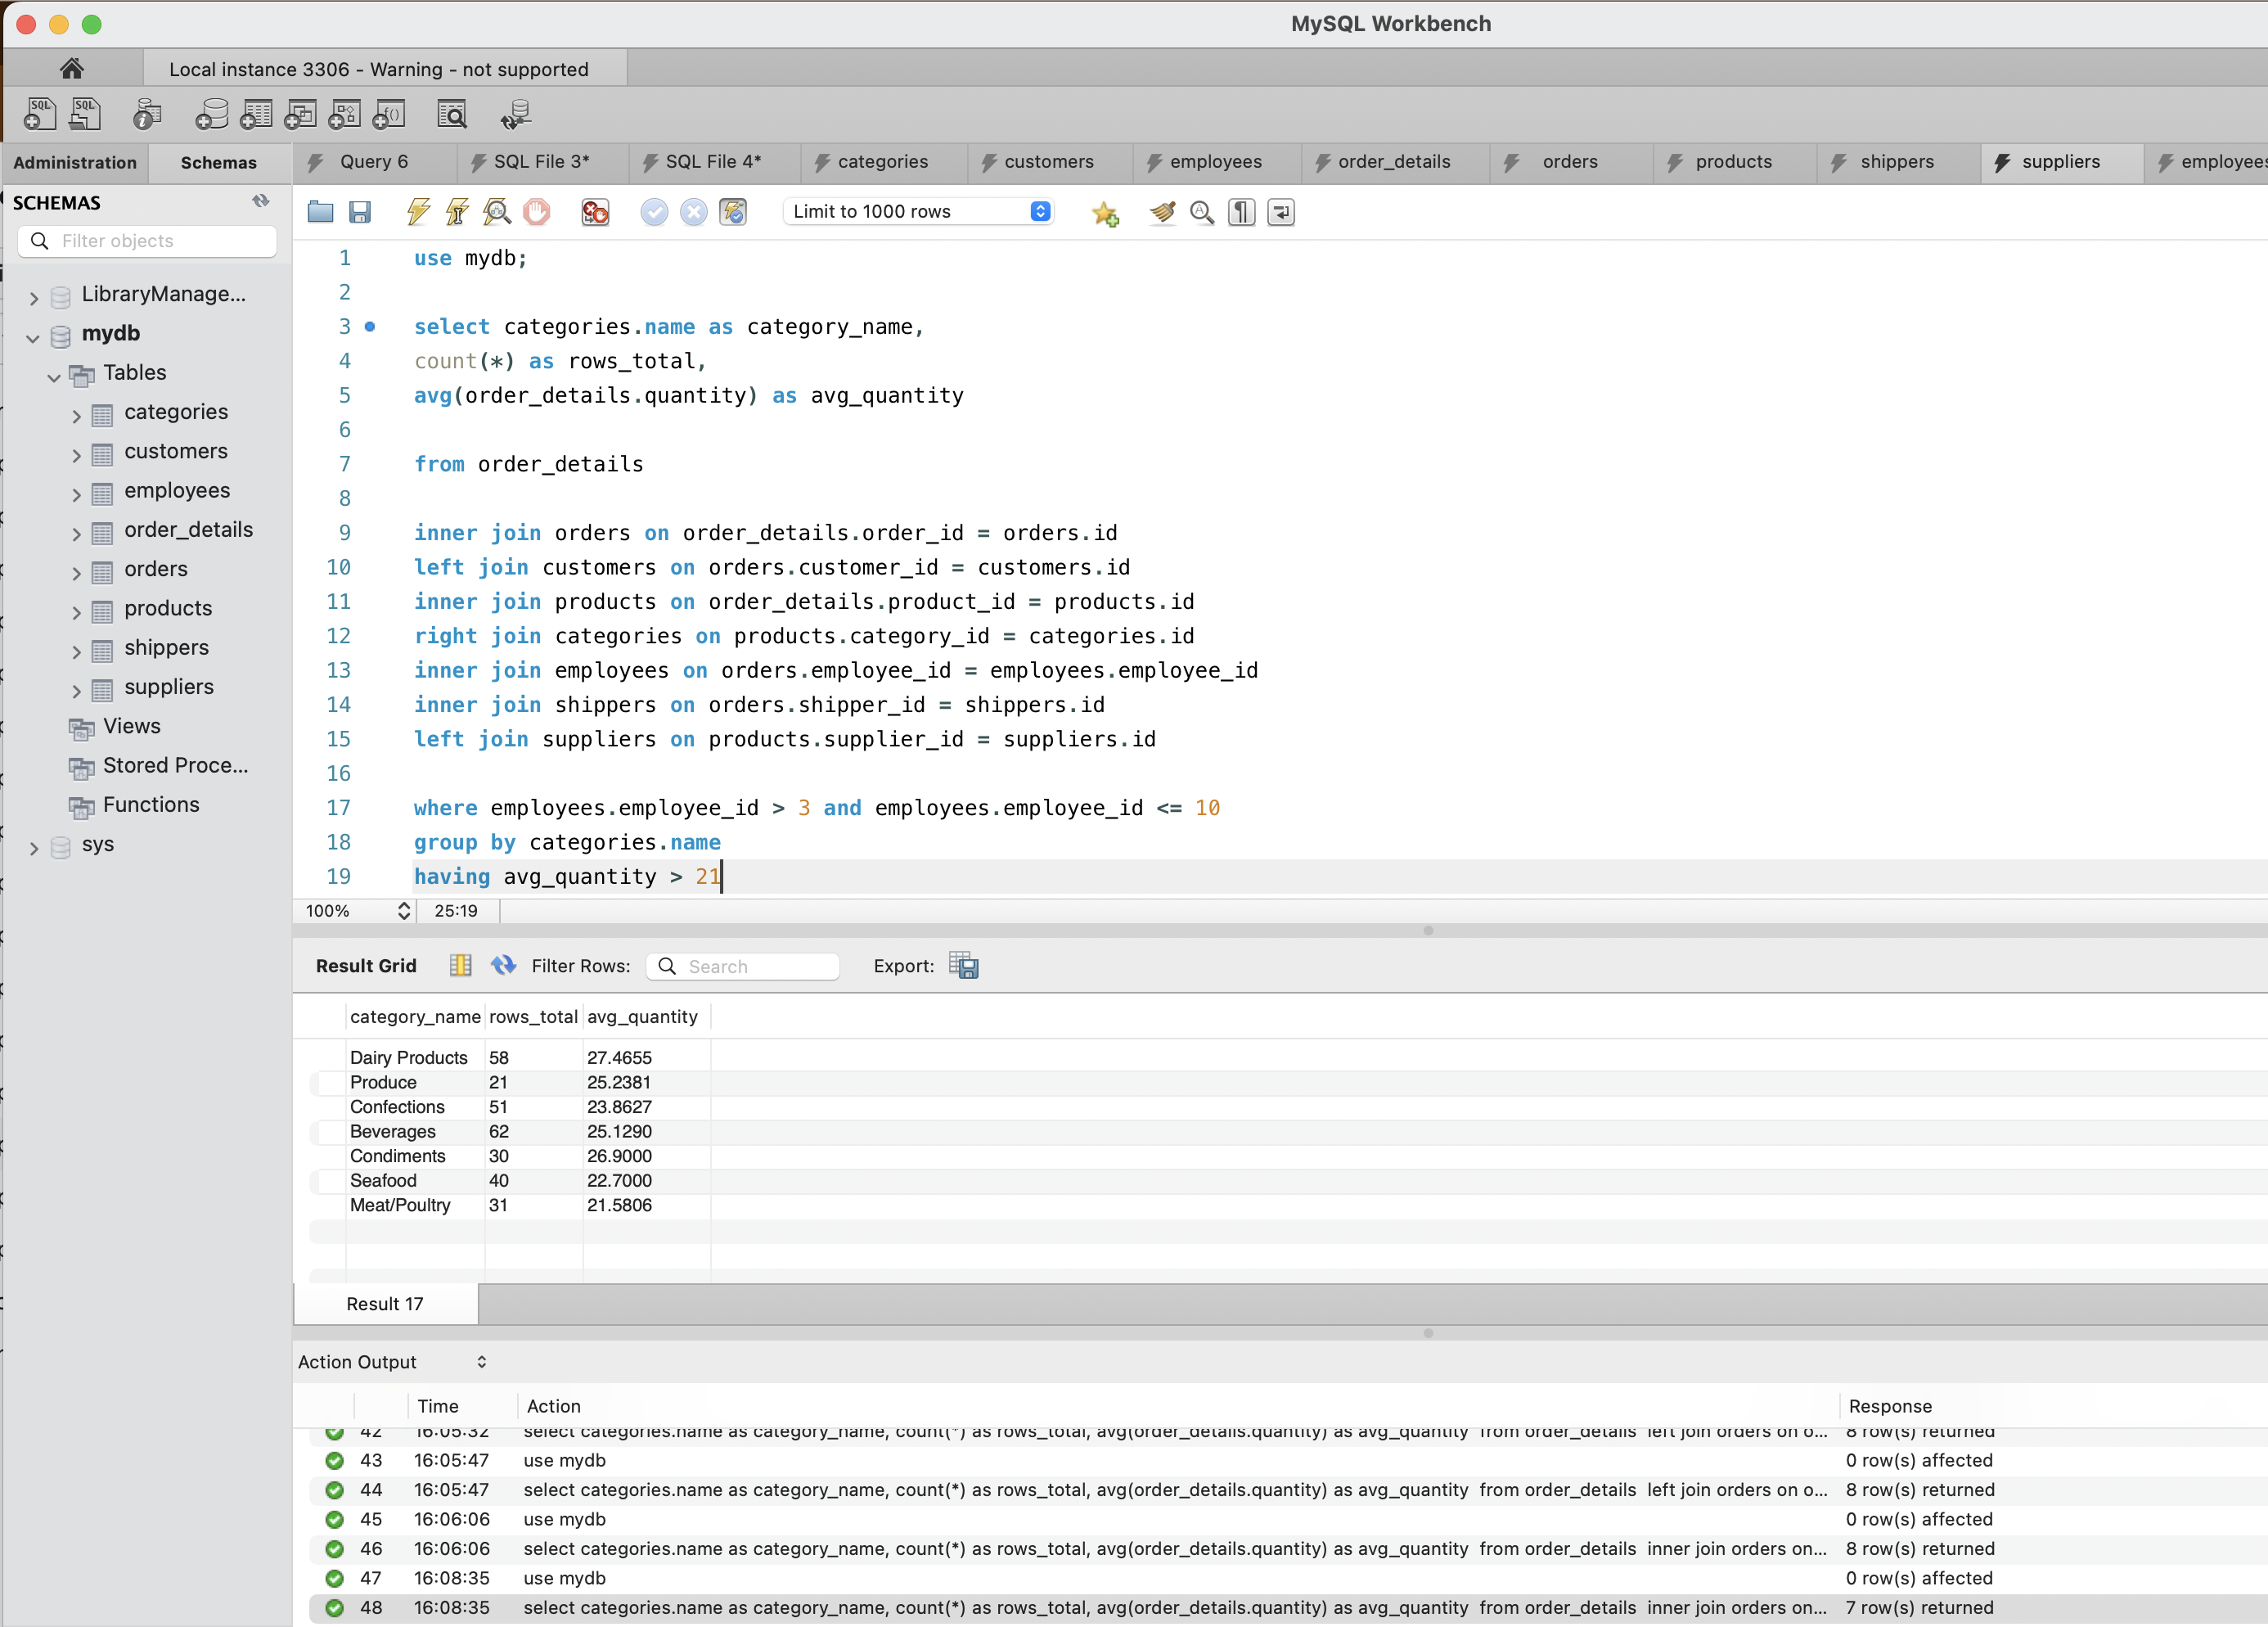 MySQL Workbench
Local instance 3306 - Warning - not supported
Administration
Schemas
Query 6
SQL File 3*
SQL File 4*
categories
customers
employees
order_details
orders
products
shippers
suppliers
employees
SCHEMAS
Filter objects
LibraryManage...
mydb
Tables
categories
customers
employees
order_details
orders
products
shippers
suppliers
Views
Stored Proce...
Functions
sys
Limit to 1000 rows
1 use mydb;
2
3 select categories.name as category_name,
4 count(*) as rows_total,
5 avg(order_details.quantity) as avg_quantity
6
7 from order_details
8
9 inner join orders on order_details.order_id = orders.id
10 left join customers on orders.customer_id = customers.id
11 inner join products on order_details.product_id = products.id
12 right join categories on products.category_id = categories.id
13 inner join employees on orders.employee_id = employees.employee_id
14 inner join shippers on orders.shipper_id = shippers.id
15 left join suppliers on products.supplier_id = suppliers.id
16
17 where employees.employee_id > 3 and employees.employee_id <= 10
18 group by categories.name
19 having avg_quantity > 21
100% 25:19
Result Grid Filter Rows: Search Export:
category_name rows_total avg_quantity
Dairy Products 58 27.4655
Produce 21 25.2381
Confections 51 23.8627
Beverages 62 25.1290
Condiments 30 26.9000
Seafood 40 22.7000
Meat/Poultry 31 21.5806
Result 17
Action Output
Time Action Response
42 16:05:32 select categories.name as category_name, count(*) as rows_total, avg(order_details.quantity) as avg_quantity from order_details left join orders on o... 8 row(s) returned
43 16:05:47 use mydb 0 row(s) affected
44 16:05:47 select categories.name as category_name, count(*) as rows_total, avg(order_details.quantity) as avg_quantity from order_details left join orders on o... 8 row(s) returned
45 16:06:06 use mydb 0 row(s) affected
46 16:06:06 select categories.name as category_name, count(*) as rows_total, avg(order_details.quantity) as avg_quantity from order_details inner join orders on... 8 row(s) returned
47 16:08:35 use mydb 0 row(s) affected
48 16:08:35 select categories.name as category_name, count(*) as rows_total, avg(order_details.quantity) as avg_quantity from order_details inner join orders on... 7 row(s) returned